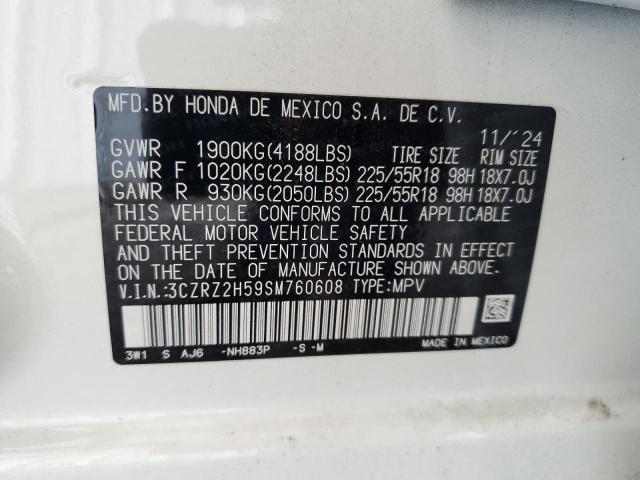 MFD.BY HONDA DE MEXICO S.A. DE C.V.
11/´24
GVWR 1900KG(4188LBS) TIRE SIZE RIM SIZE
GAWR F 1020KG(2248LBS) 225/55R18 98H 18X7.0J
GAWR R 930KG(2050LBS) 225/55R18 98H 18X7.0J
THIS VEHICLE CONFORMS TO ALL APPLICABLE
FEDERAL MOTOR VEHICLE SAFETY
AND THEFT PREVENTION STANDARDS IN EFFECT
ON THE DATE OF MANUFACTURE SHOWN ABOVE.
V.I.N.:3CZRZ2H59SM760608 TYPE:MPV
3W1 S AJ6 -NH883P -S -M
MADE IN MEXICO